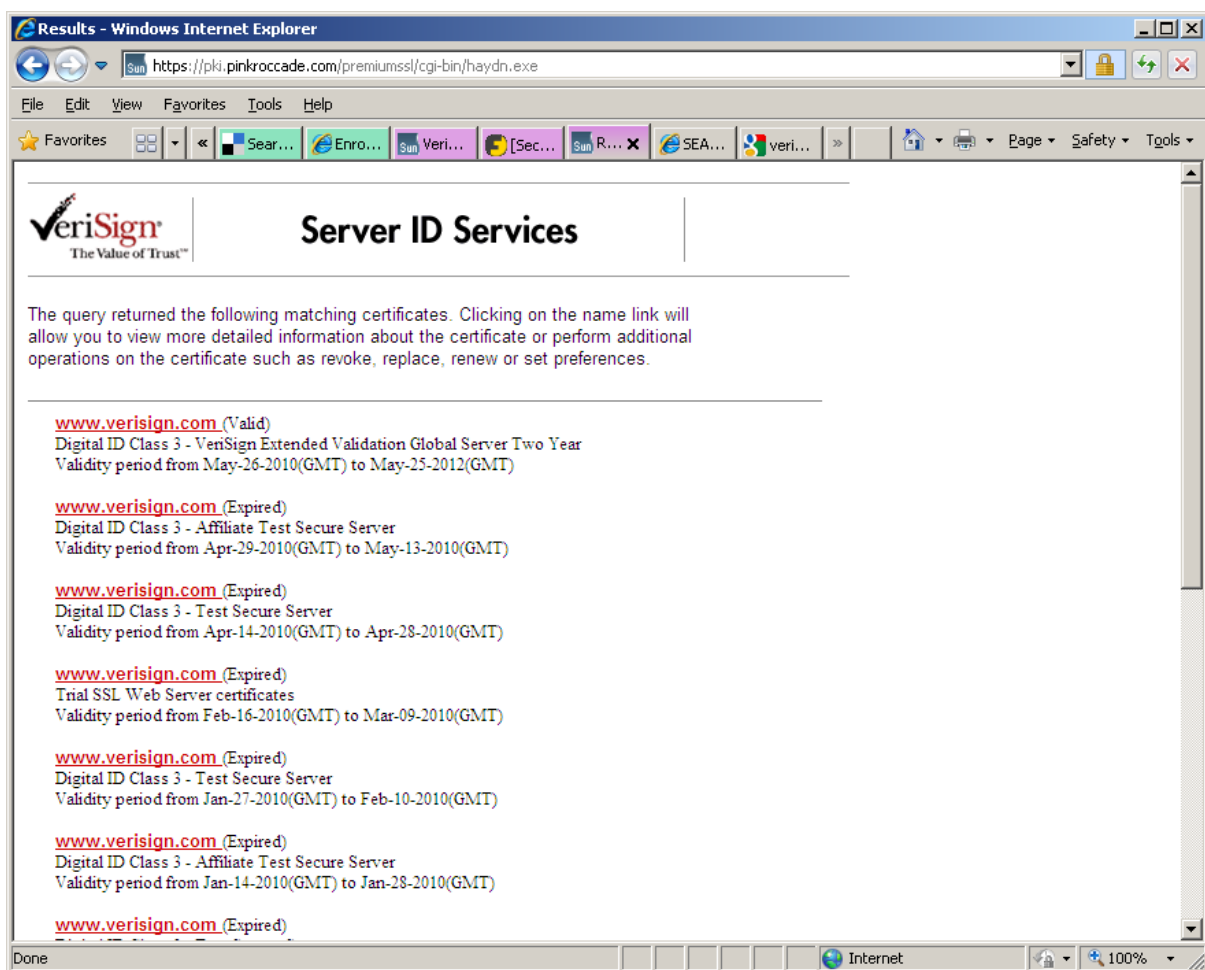 Results - Windows Internet Explorer
https://pki.pinkroccade.com/premiumssl/cgi-bin/haydn.exe
File Edit View Favorites Tools Help
Favorites Sear... Enro... Sun Veri... [Sec... Sun R... SEA... veri... Page Safety Tools
VeriSign
The Value of Trust™
Server ID Services
The query returned the following matching certificates. Clicking on the name link will
allow you to view more detailed information about the certificate or perform additional
operations on the certificate such as revoke, replace, renew or set preferences.
www.verisign.com (Valid)
Digital ID Class 3 - VeriSign Extended Validation Global Server Two Year
Validity period from May-26-2010(GMT) to May-25-2012(GMT)
www.verisign.com (Expired)
Digital ID Class 3 - Affiliate Test Secure Server
Validity period from Apr-29-2010(GMT) to May-13-2010(GMT)
www.verisign.com (Expired)
Digital ID Class 3 - Test Secure Server
Validity period from Apr-14-2010(GMT) to Apr-28-2010(GMT)
www.verisign.com (Expired)
Trial SSL Web Server certificates
Validity period from Feb-16-2010(GMT) to Mar-09-2010(GMT)
www.verisign.com (Expired)
Digital ID Class 3 - Test Secure Server
Validity period from Jan-27-2010(GMT) to Feb-10-2010(GMT)
www.verisign.com (Expired)
Digital ID Class 3 - Affiliate Test Secure Server
Validity period from Jan-14-2010(GMT) to Jan-28-2010(GMT)
www.verisign.com (Expired)
Done Internet 100%